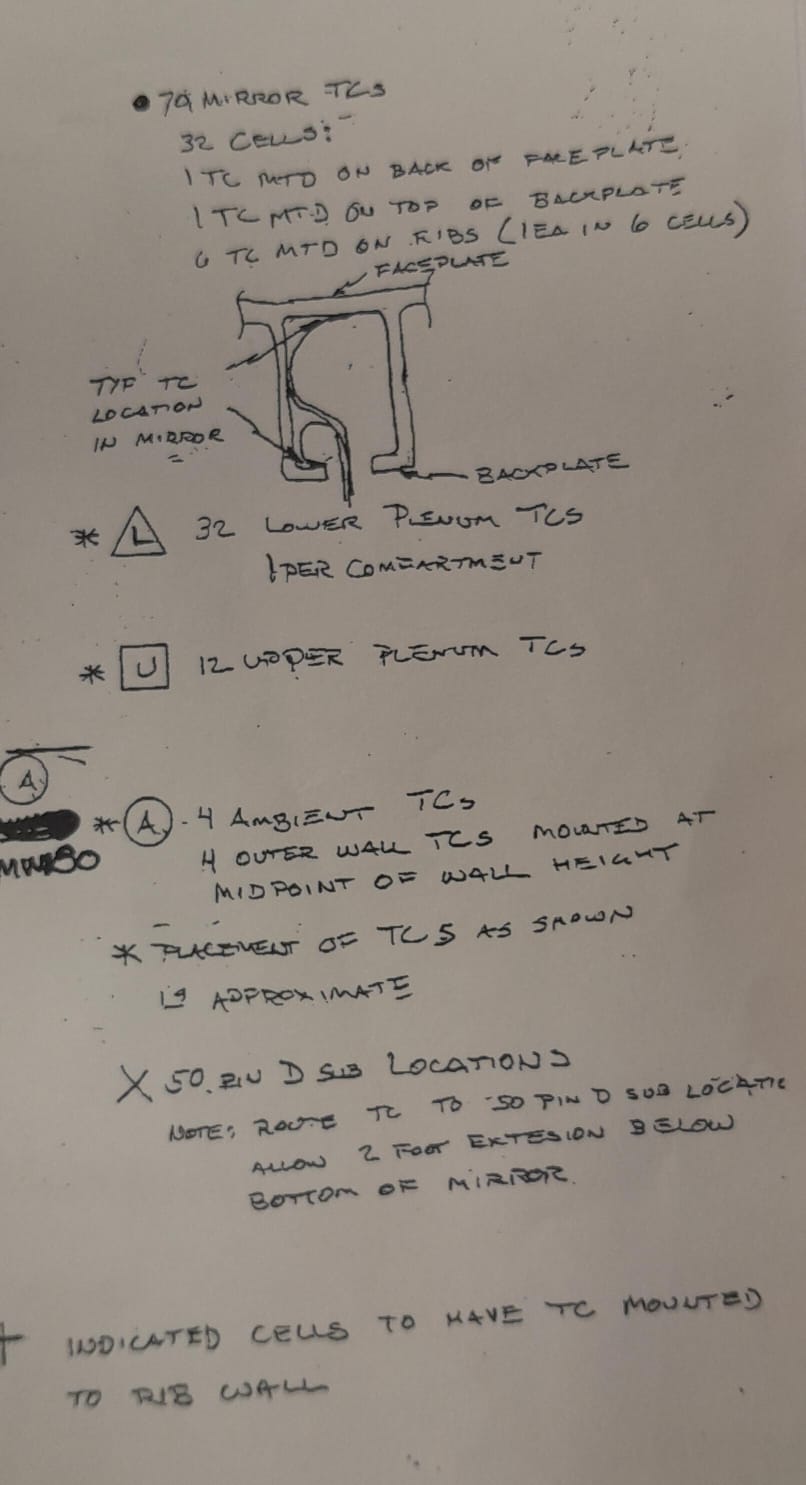 • 70 MIRROR TCS
32 CELLS:
1 TC MTD ON BACK OF FACEPLATE
1 TC MTD ON TOP OF BACKPLATE
6 TC MTD ON RIBS (1EA IN 6 CELLS)
FACEPLATE
TYP TC
LOCATION
IN MIRROR
BACKPLATE
* L 32 LOWER PLENUM TCS
1 PER COMPARTMENT
* U 12 UPPER PLENUM TCS
A
* A - 4 AMBIENT TCS
4 OUTER WALL TCS MOUNTED AT
MIDPOINT OF WALL HEIGHT
* PLACEMENT OF TCS AS SHOWN
IS APPROXIMATE
X 50 PIN D SUB LOCATIONS
NOTE: ROUTE TC TO 50 PIN D SUB LOCATIO
ALLOW 2 FOOT EXTESION BELOW
BOTTOM OF MIRROR.
+ INDICATED CELLS TO HAVE TC MOUNTED
TO RIB WALL